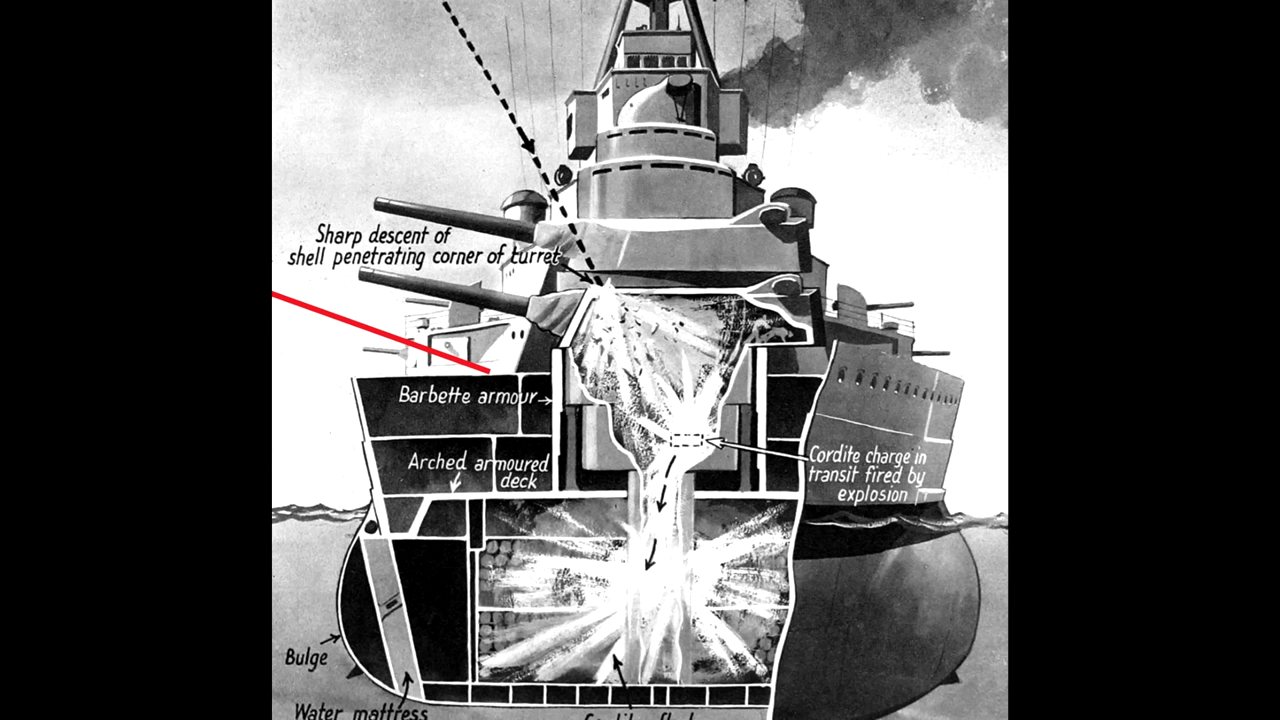 Sharp descent of
shell penetrating corner of turret
Barbette armour
Arched armoured
deck
Cordite charge in
transit fired by
explosion
Bulge
Water mattress